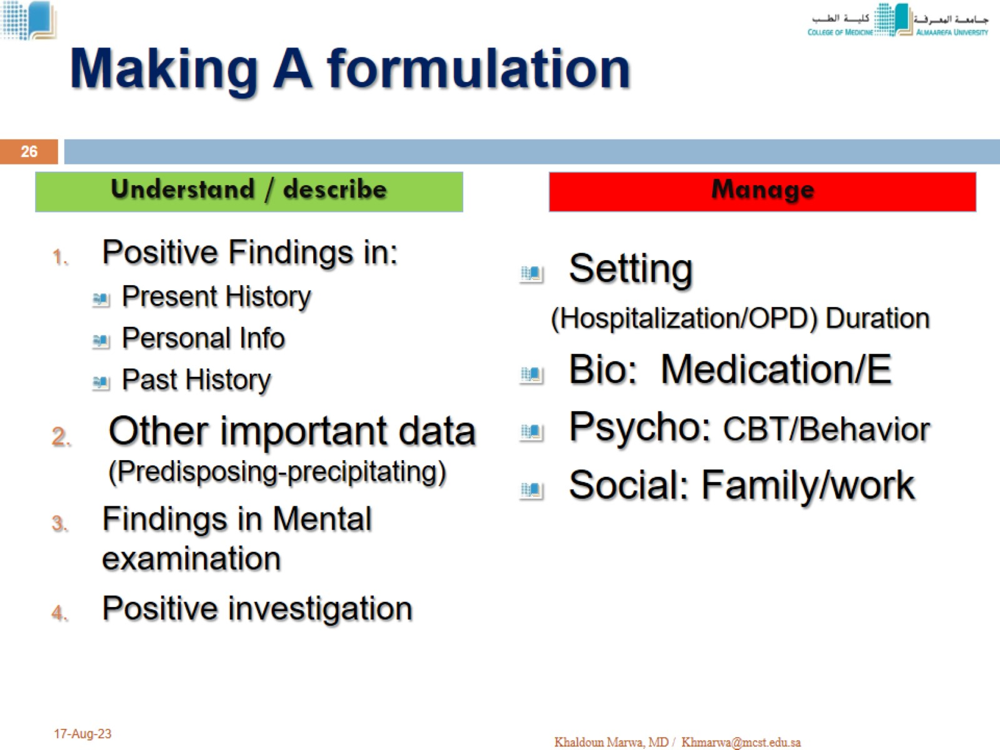 كلية الطب
جامعة المعرفة
COLLEGE OF MEDICINE
ALMAAREFA UNIVERSITY
Making A formulation
26
Understand / describe
1. Positive Findings in:
Present History
Personal Info
Past History
2. Other important data
(Predisposing-precipitating)
3. Findings in Mental
examination
4. Positive investigation
Manage
Setting
(Hospitalization/OPD) Duration
Bio: Medication/E
Psycho: CBT/Behavior
Social: Family/work
17-Aug-23
Khaldoun Marwa, MD / Khmarwa@mcst.edu.sa